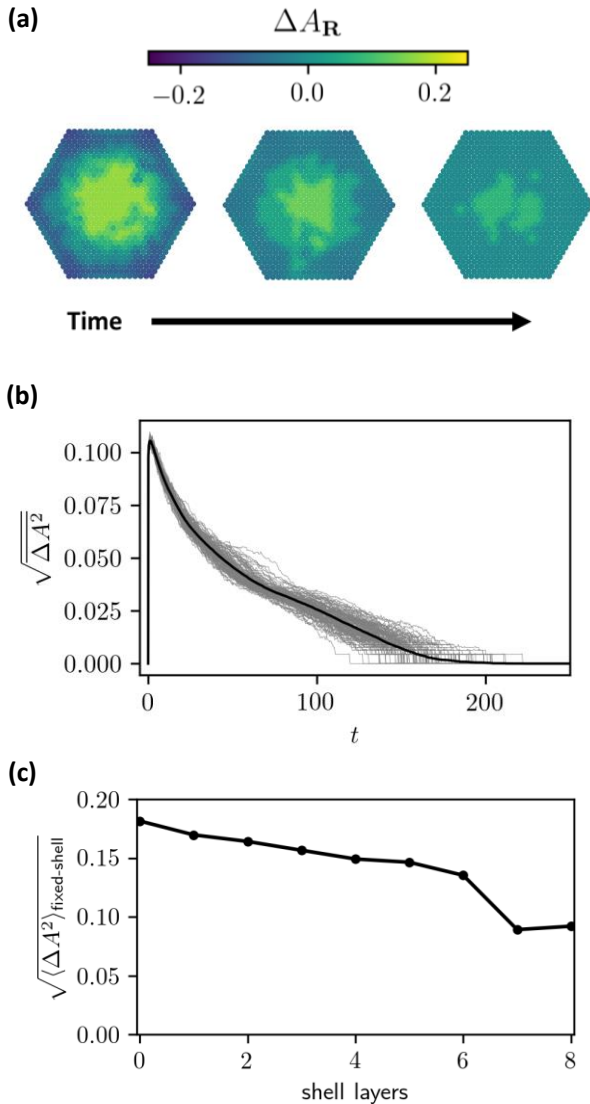 (a)
ΔA_R
−0.2 0.0 0.2
Time
(b)
0.100
0.075
0.050
0.025
0.000
√ΔA²
0 100 200
t
(c)
0.20
0.15
0.10
0.05
0.00
√⟨ΔA²⟩fixed-shell
0 2 4 6 8
shell layers